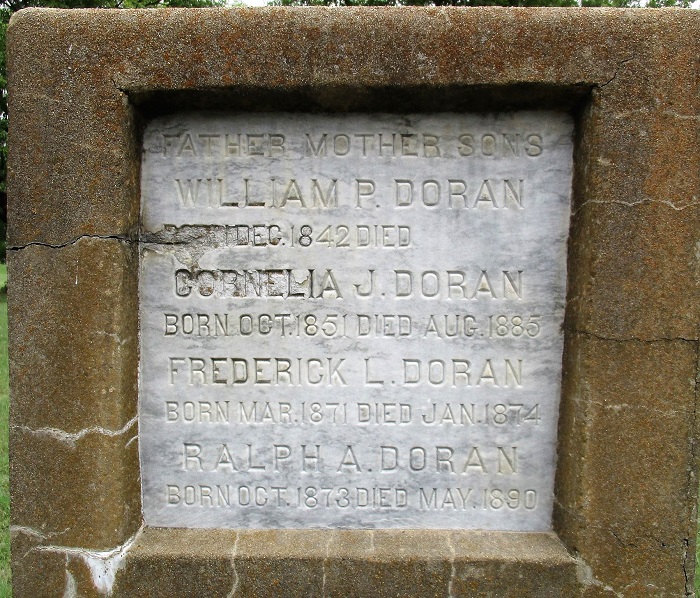 FATHER MOTHER SONS
WILLIAM P. DORAN
BORN DEC. 1842 DIED
CORNELIA J. DORAN
BORN OCT. 1851 DIED AUG. 1885
FREDERICK L. DORAN
BORN MAR. 1871 DIED JAN. 1874
RALPH A. DORAN
BORN OCT. 1873 DIED MAY. 1890